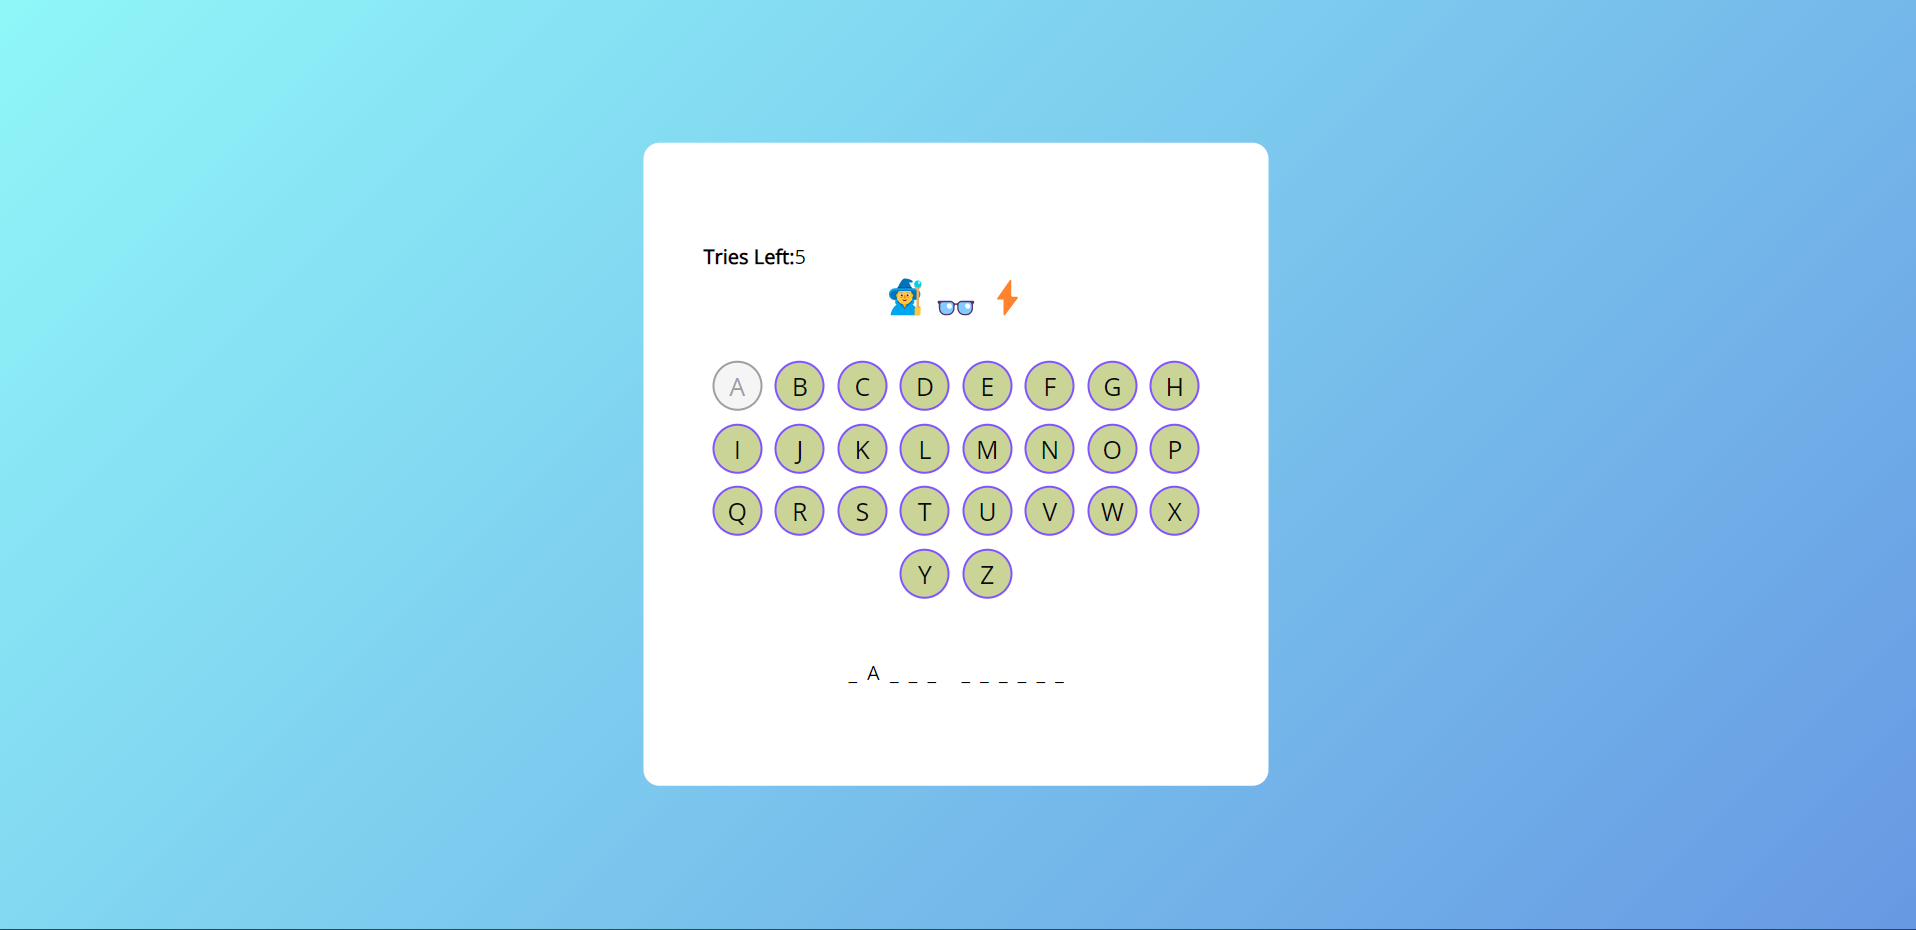 Tries Left:5
A B C D E F G H
I J K L M N O P
Q R S T U V W X
Y Z
_ A _ _ _   _ _ _ _ _ _